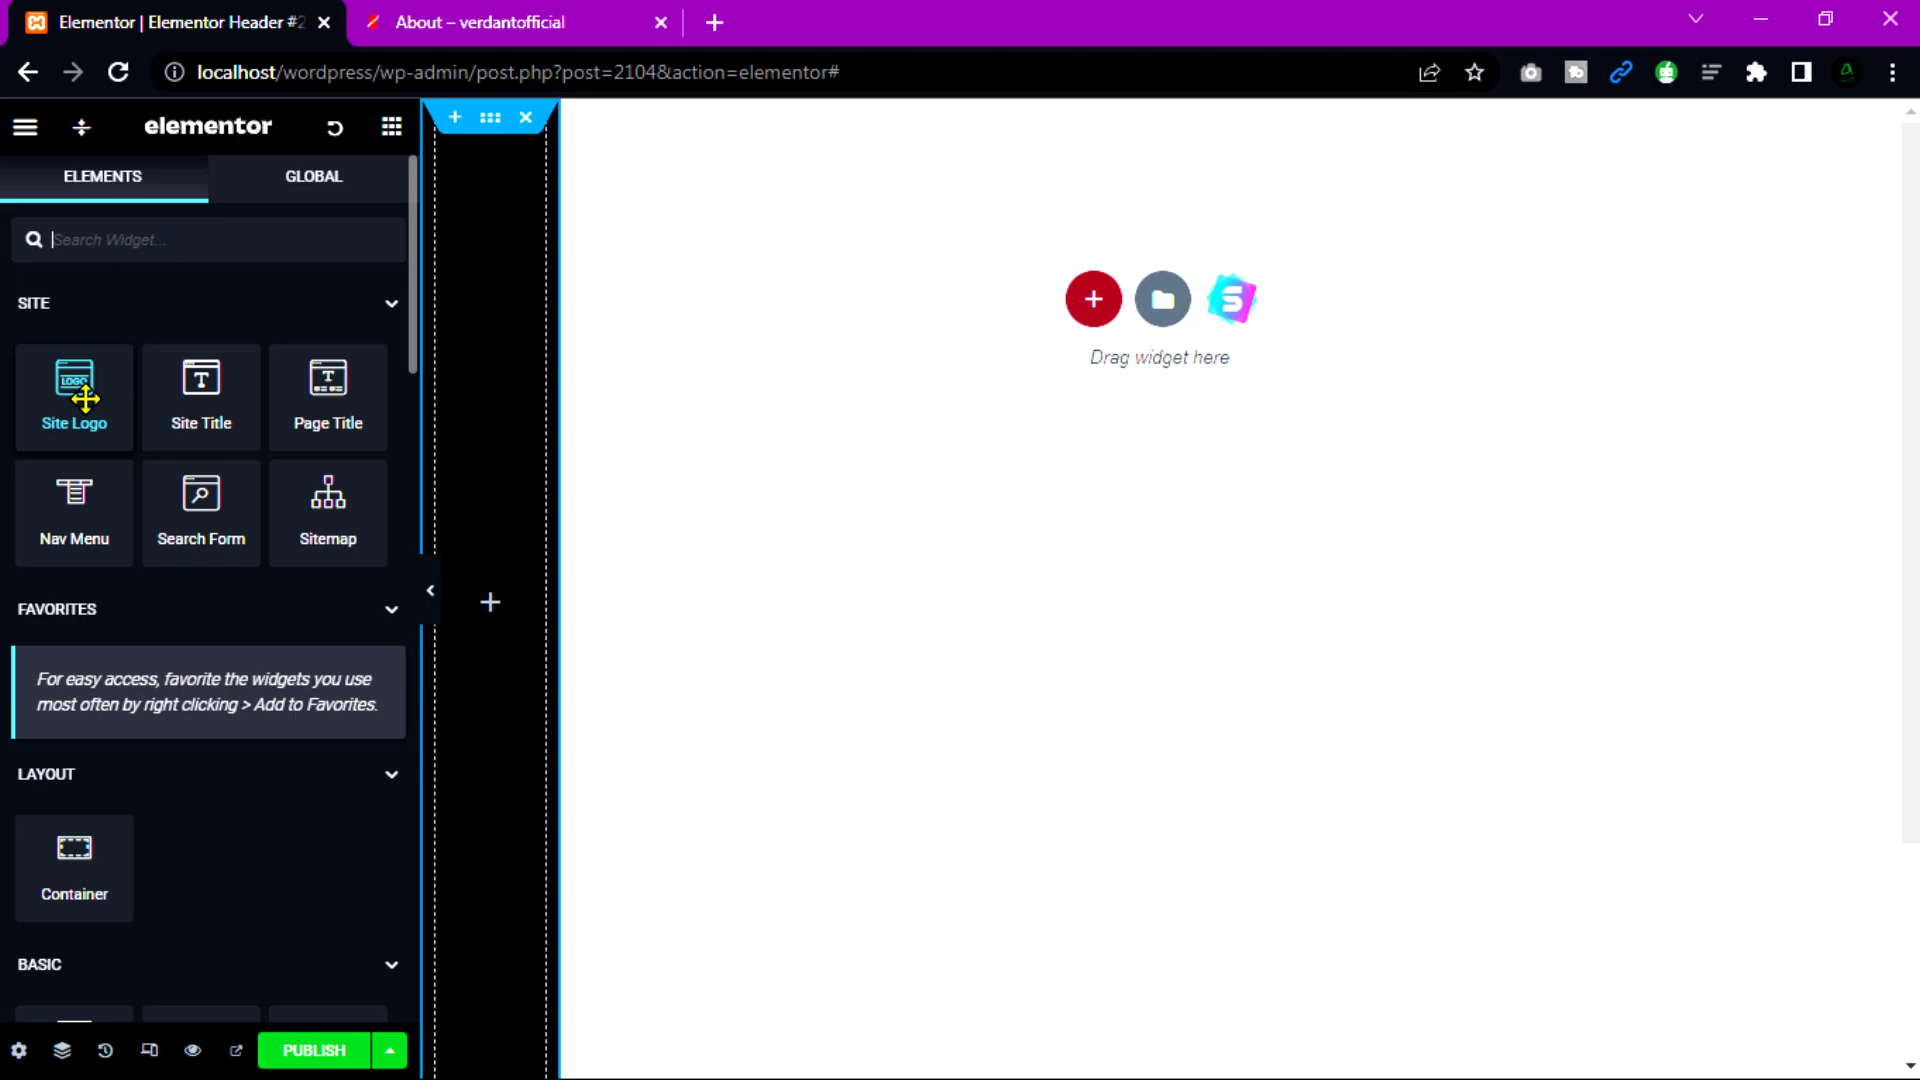 Elementor | Elementor Header #2
About – verdantofficial
localhost/wordpress/wp-admin/post.php?post=2104&action=elementor#
elementor
ELEMENTS
GLOBAL
Search Widget...
SITE
LOGO
Site Logo
Site Title
Page Title
Nav Menu
Search Form
Sitemap
FAVORITES
For easy access, favorite the widgets you use
most often by right clicking > Add to Favorites.
LAYOUT
Container
BASIC
PUBLISH
Drag widget here